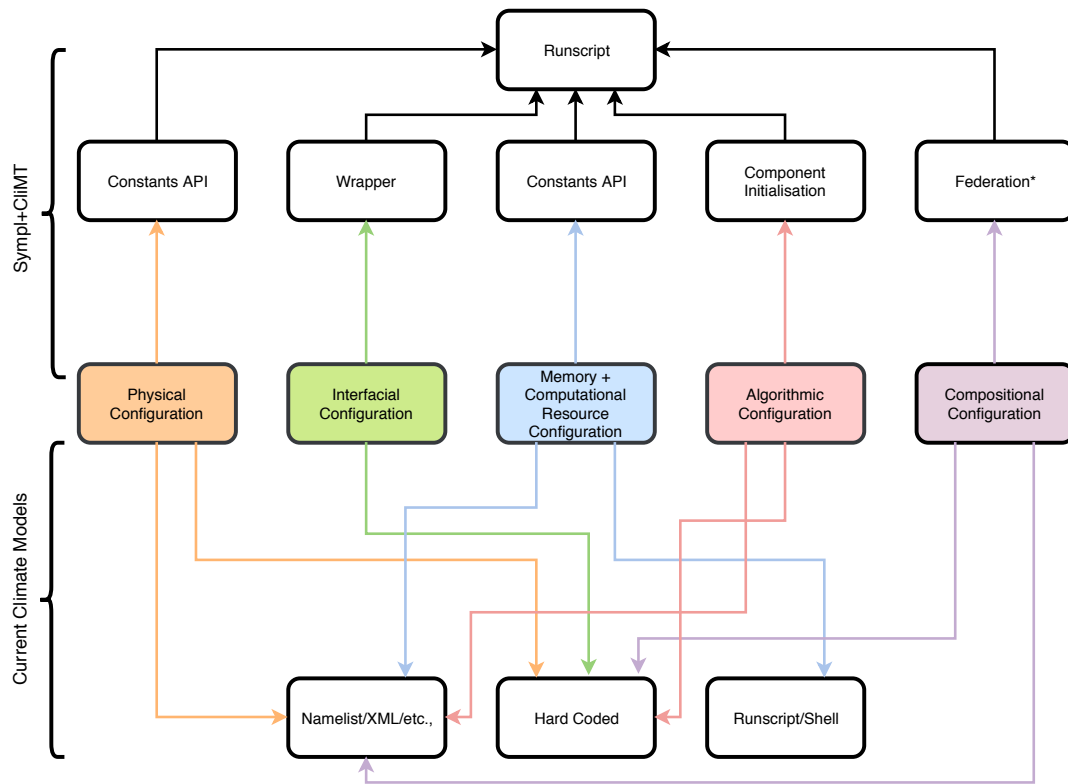 Runscript
Sympl+CliMT
Constants API
Wrapper
Constants API
Component
Initialisation
Federation*
Physical
Configuration
Interfacial
Configuration
Memory +
Computational
Resource
Configuration
Algorithmic
Configuration
Compositional
Configuration
Current Climate Models
Namelist/XML/etc.,
Hard Coded
Runscript/Shell